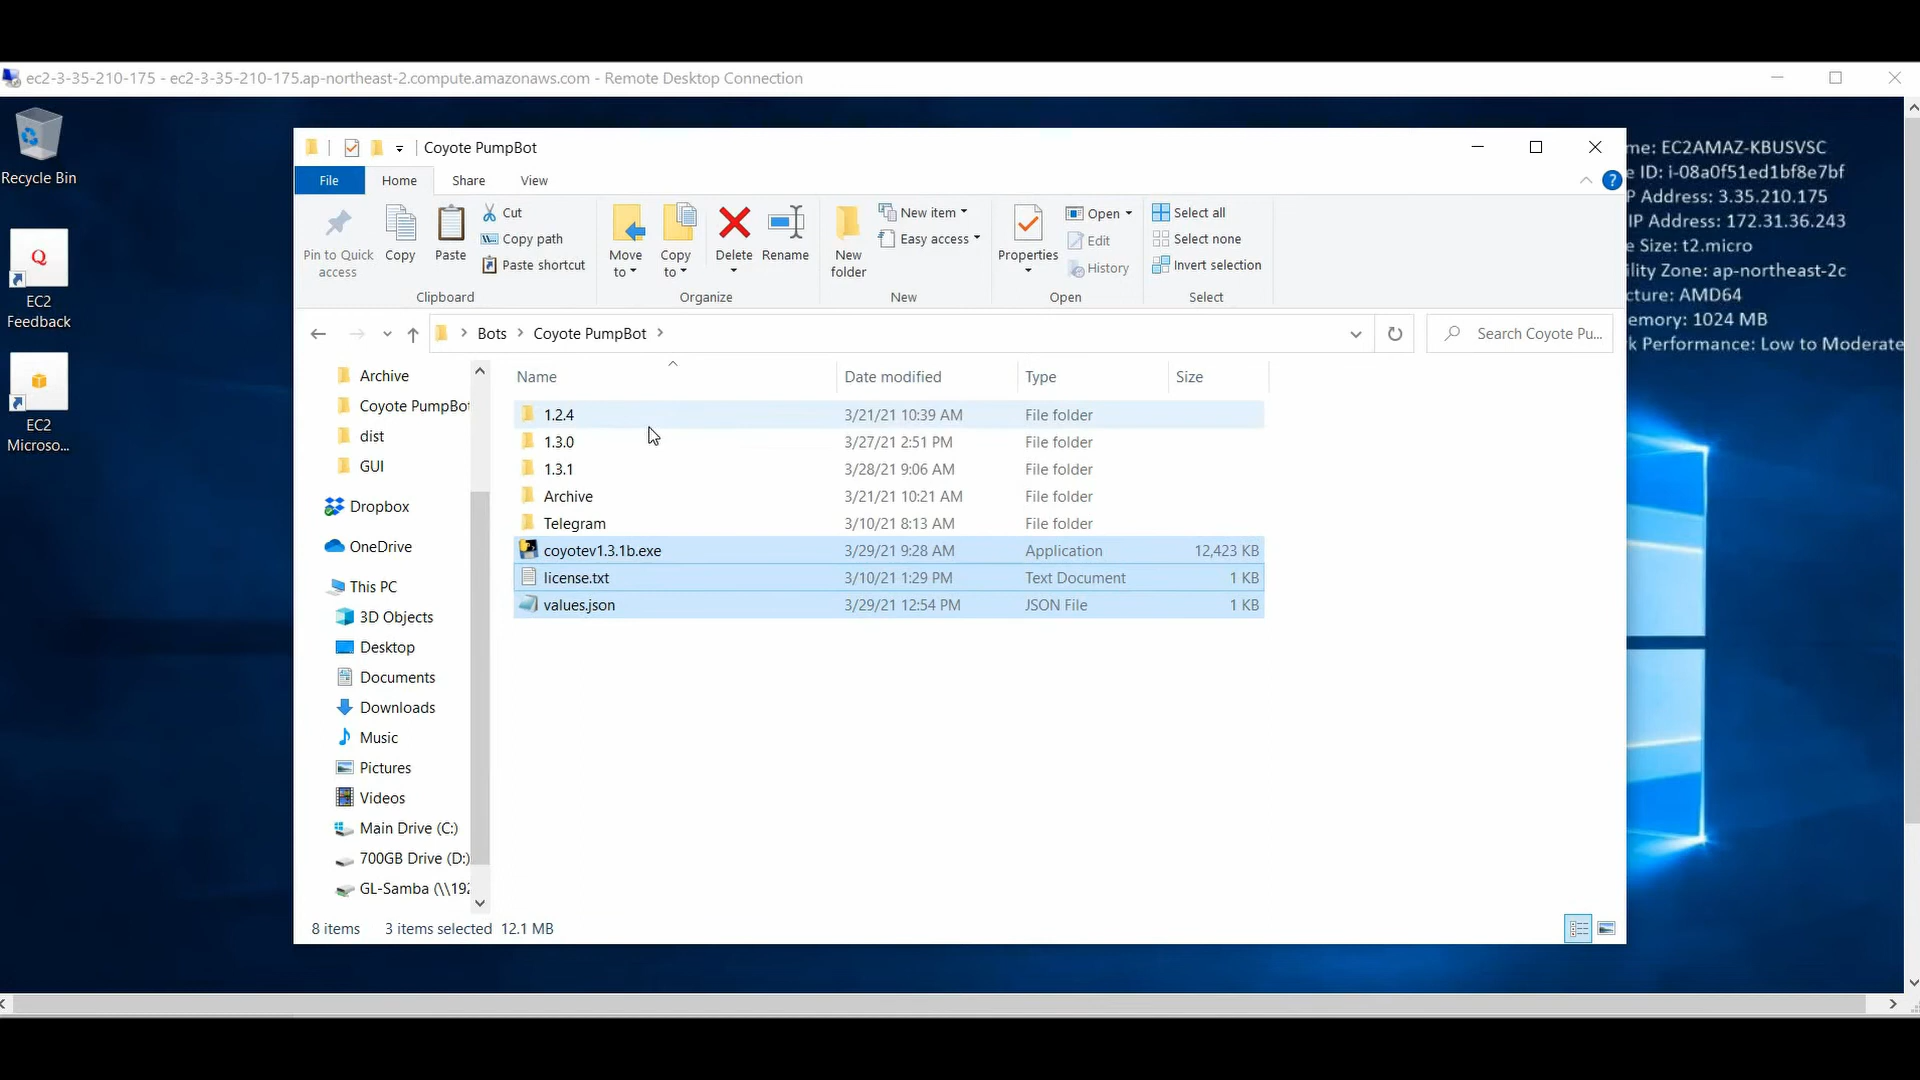 ec2-3-35-210-175 - ec2-3-35-210-175.ap-northeast-2.compute.amazonaws.com - Remote Desktop Connection
Recycle Bin
EC2
Feedback
EC2
Microso...
Coyote PumpBot
File
Home
Share
View
Pin to Quick
access
Copy
Paste
Cut
Copy path
Paste shortcut
Clipboard
Move
to
Copy
to
Delete
Rename
Organize
New
folder
New item
Easy access
New
Properties
Open
Edit
History
Open
Select all
Select none
Invert selection
Select
me: EC2AMAZ-KBUSVSC
e ID: i-08a0f51ed1bf8e7bf
P Address: 3.35.210.175
IP Address: 172.31.36.243
e Size: t2.micro
ility Zone: ap-northeast-2c
cture: AMD64
emory: 1024 MB
k Performance: Low to Moderate
Bots > Coyote PumpBot >
Search Coyote Pu...
Archive
Coyote PumpBot
dist
GUI
Dropbox
OneDrive
This PC
3D Objects
Desktop
Documents
Downloads
Music
Pictures
Videos
Main Drive (C:)
700GB Drive (D:)
GL-Samba (\\192
Name Date modified Type Size
1.2.4 3/21/21 10:39 AM File folder
1.3.0 3/27/21 2:51 PM File folder
1.3.1 3/28/21 9:06 AM File folder
Archive 3/21/21 10:21 AM File folder
Telegram 3/10/21 8:13 AM File folder
coyotev1.3.1b.exe 3/29/21 9:28 AM Application 12,423 KB
license.txt 3/10/21 1:29 PM Text Document 1 KB
values.json 3/29/21 12:54 PM JSON File 1 KB
8 items 3 items selected 12.1 MB